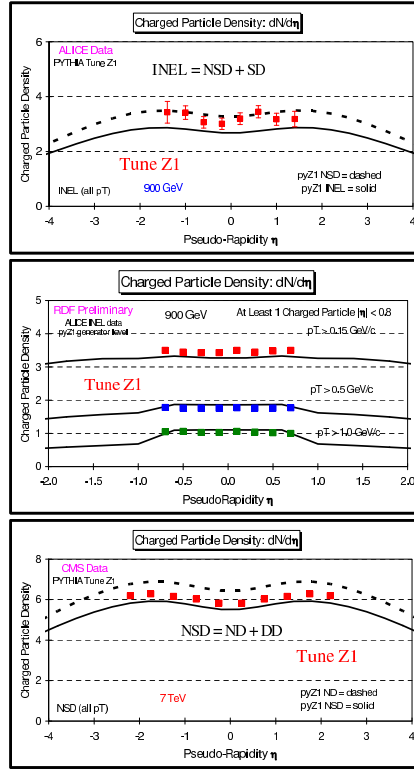 Charged Particle Density: dN/dη
ALICE Data
PYTHIA Tune Z1
INEL = NSD + SD
Tune Z1
900 GeV
INEL (all pT)
pyZ1 NSD = dashed
pyZ1 INEL = solid
Charged Particle Density
0 2 4 6
-4 -3 -2 -1 0 1 2 3 4
Pseudo-Rapidity η
Charged Particle Density: dN/dη
RDF Preliminary
ALICE INEL data
pyZ1 generator level
900 GeV
At Least 1 Charged Particle |η| < 0.8
pT > 0.15 GeV/c
Tune Z1
pT > 0.5 GeV/c
pT > 1.0 GeV/c
Charged Particle Density
0 1 2 3 4 5
-2.0 -1.5 -1.0 -0.5 0.0 0.5 1.0 1.5 2.0
PseudoRapidity η
Charged Particle Density: dN/dη
CMS Data
PYTHIA Tune Z1
NSD = ND + DD
Tune Z1
7 TeV
NSD (all pT)
pyZ1 ND = dashed
pyZ1 NSD = solid
Charged Particle Density
0 2 4 6 8
-4 -3 -2 -1 0 1 2 3 4
Pseudo-Rapidity η